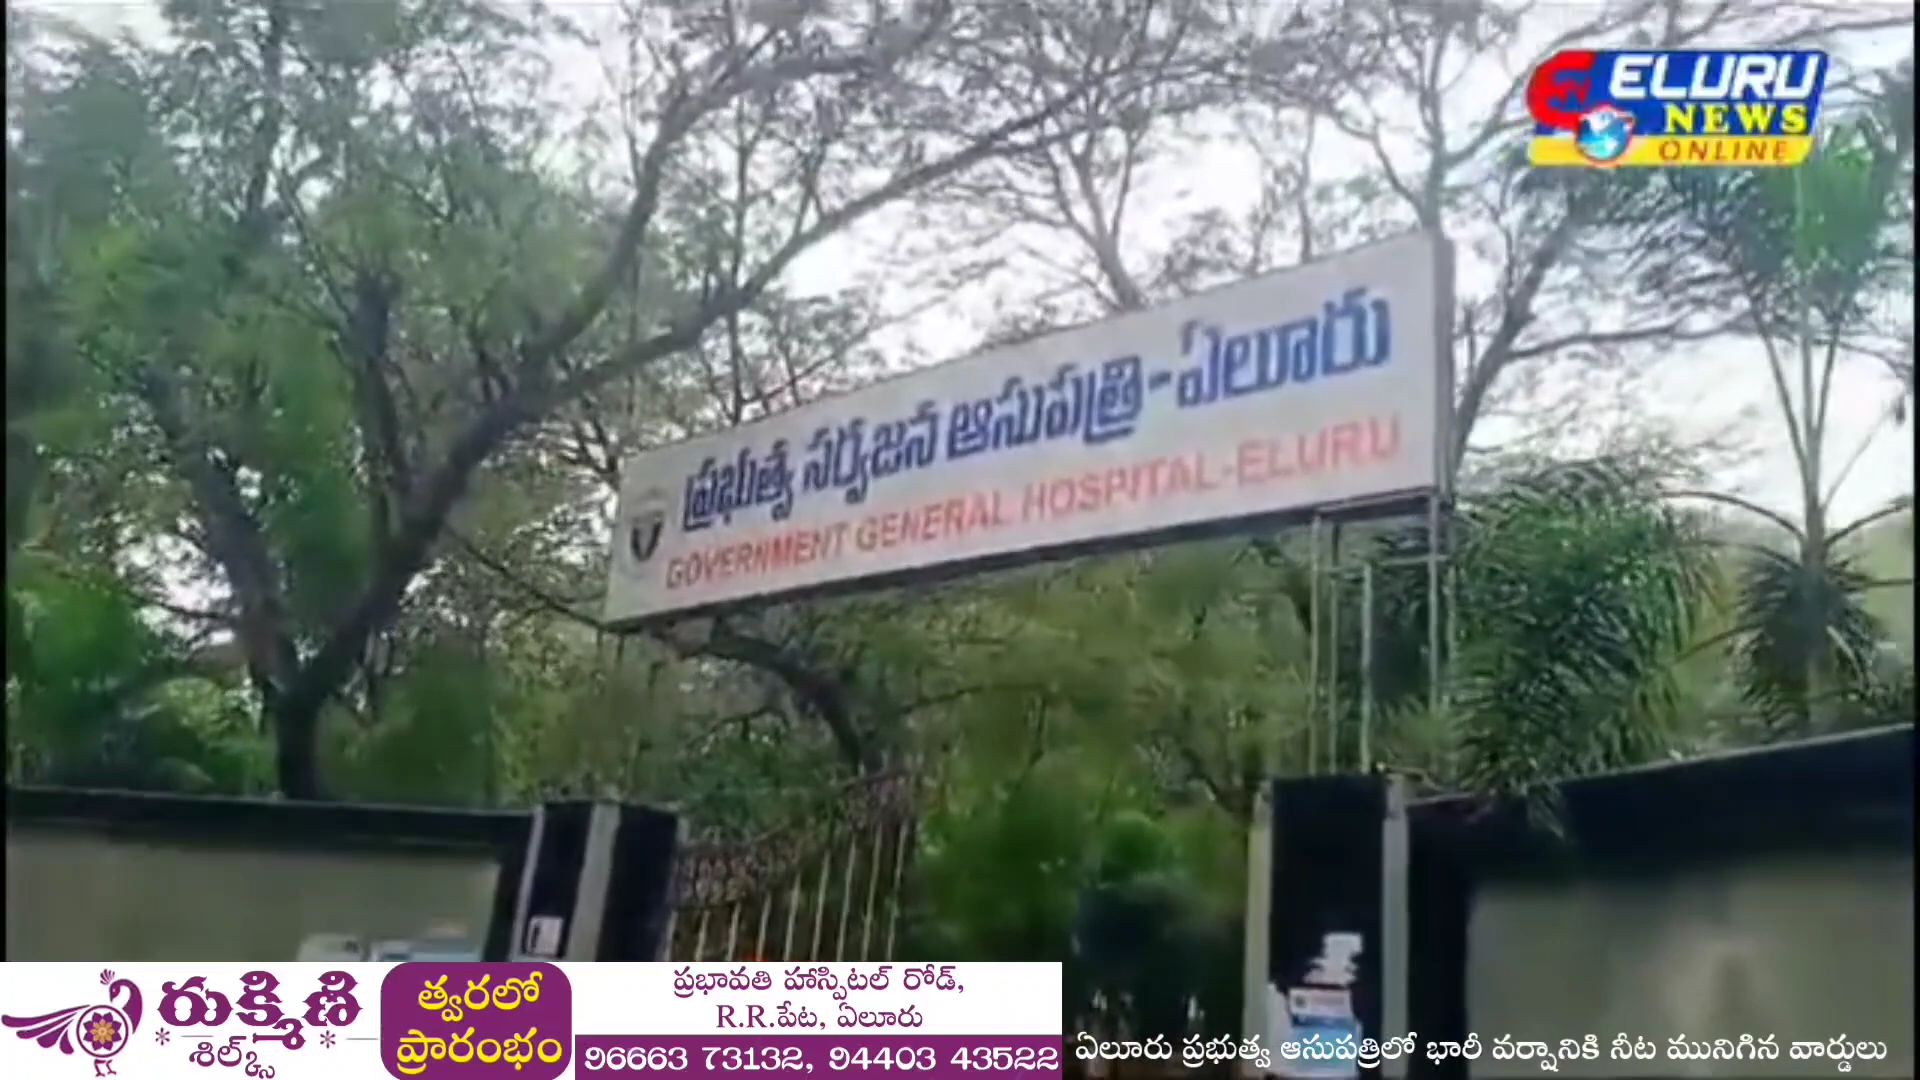 ELURU
NEWS
ONLINE
ప్రభుత్వ సర్వజన ఆసుపత్రి-ఏలూరు
GOVERNMENT GENERAL HOSPITAL-ELURU
రుక్మిణి
శిల్క్స్
త్వరలో
ప్రారంభం
ప్రభావతి హాస్పిటల్ రోడ్,
R.R.పేట, ఏలూరు
96663 73132, 94403 43522
ఏలూరు ప్రభుత్వ ఆసుపత్రిలో భారీ వర్షానికి నీట మునిగిన వార్డులు